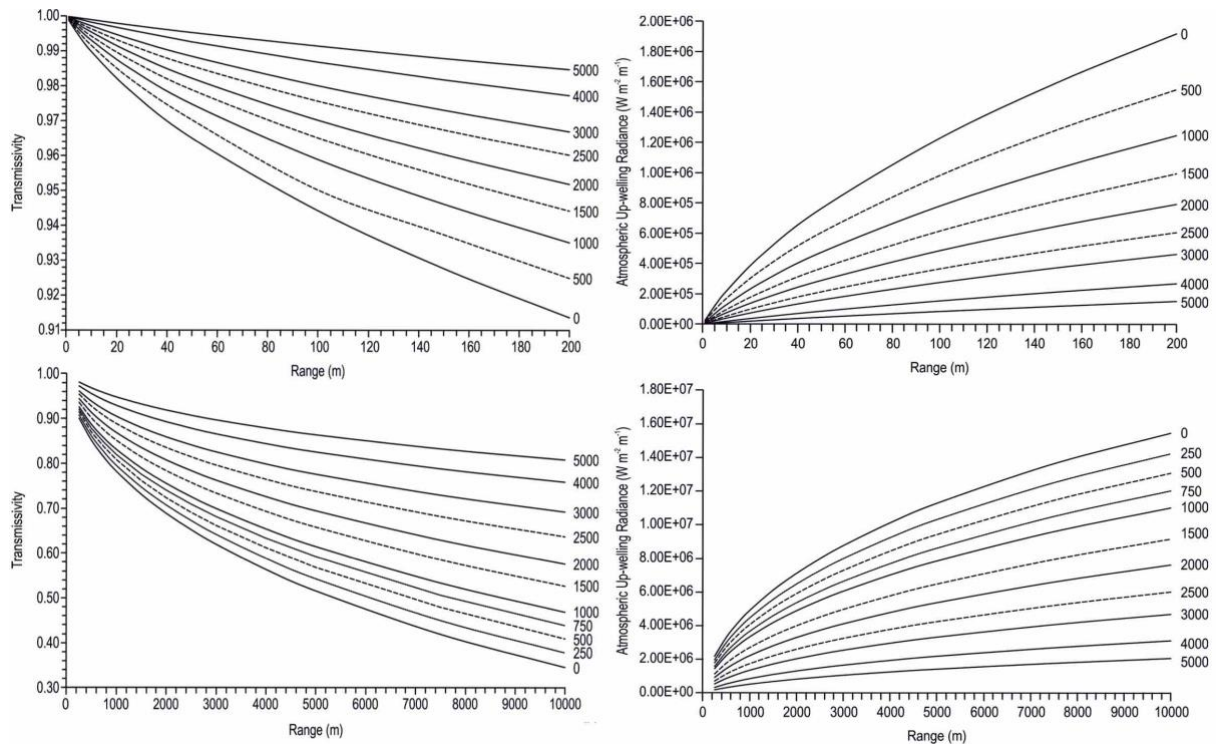 1.00
0.99
0.98
0.97
0.96
0.95
0.94
0.93
0.92
0.91
Transmissivity
0 20 40 60 80 100 120 140 160 180 200
Range (m)
5000
4000
3000
2500
2000
1500
1000
500
0
2.00E+06
1.80E+06
1.60E+06
1.40E+06
1.20E+06
1.00E+06
8.00E+05
6.00E+05
4.00E+05
2.00E+05
0.00E+00
Atmospheric Up-welling Radiance (W m⁻² m⁻¹)
0 20 40 60 80 100 120 140 160 180 200
Range (m)
0
500
1000
1500
2000
2500
3000
4000
5000
1.00
0.90
0.80
0.70
0.60
0.50
0.40
0.30
Transmissivity
0 1000 2000 3000 4000 5000 6000 7000 8000 9000 10000
Range (m)
5000
4000
3000
2500
2000
1500
1000
750
500
250
0
1.80E+07
1.60E+07
1.40E+07
1.20E+07
1.00E+07
8.00E+06
6.00E+06
4.00E+06
2.00E+06
0.00E+00
Atmospheric Up-welling Radiance (W m⁻² m⁻¹)
0 1000 2000 3000 4000 5000 6000 7000 8000 9000 10000
Range (m)
0
250
500
750
1000
1500
2000
2500
3000
4000
5000